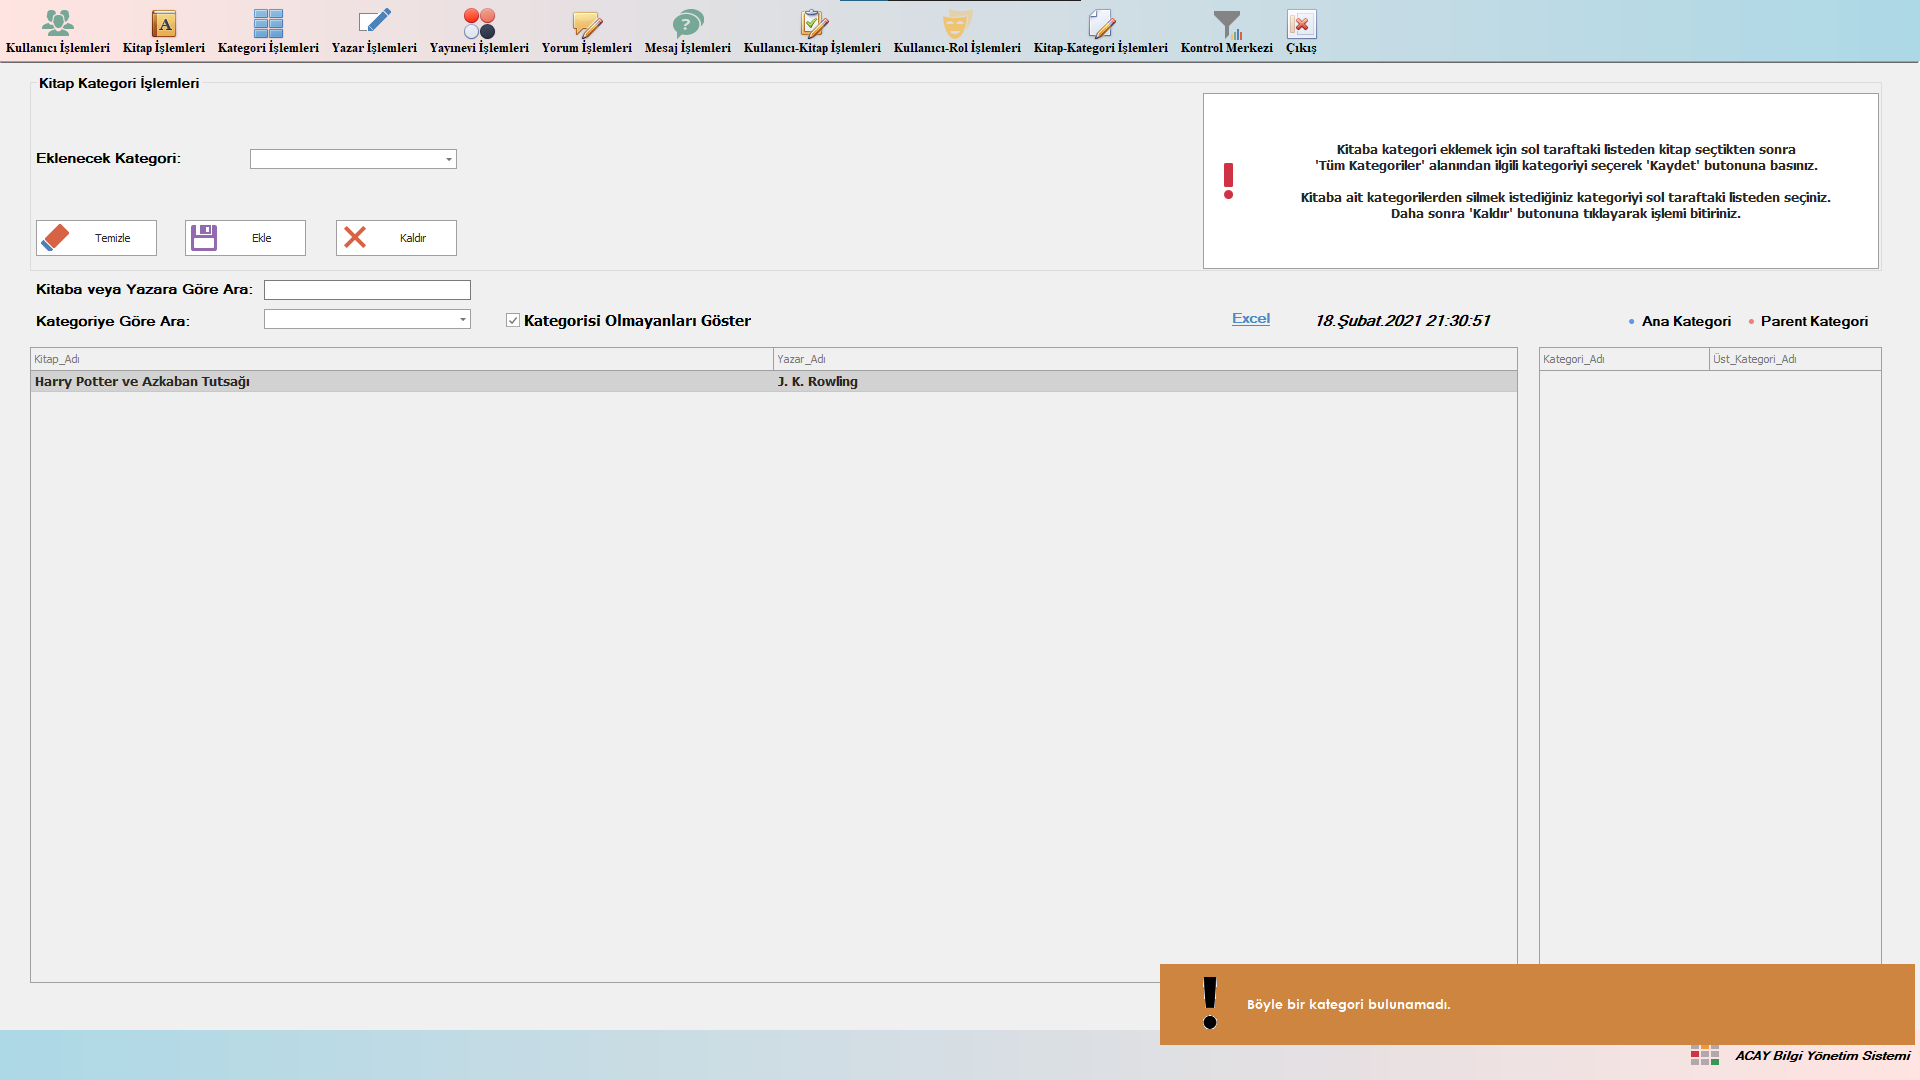 Kullanıcı İşlemleri Kitap İşlemleri Kategori İşlemleri Yazar İşlemleri Yayınevi İşlemleri Yorum İşlemleri Mesaj İşlemleri Kullanıcı-Kitap İşlemleri Kullanıcı-Rol İşlemleri Kitap-Kategori İşlemleri Kontrol Merkezi Çıkış
Kitap Kategori İşlemleri
Kitaba kategori eklemek için sol taraftaki listeden kitap seçtikten sonra
'Tüm Kategoriler' alanından ilgili kategoriyi seçerek 'Kaydet' butonuna basınız.
Kitaba ait kategorilerden silmek istediğiniz kategoriyi sol taraftaki listeden seçiniz.
Daha sonra 'Kaldır' butonuna tıklayarak işlemi bitiriniz.
Eklenecek Kategori:
Temizle Ekle Kaldır
Kitaba veya Yazara Göre Ara:
Kategoriye Göre Ara: Kategorisi Olmayanları Göster Excel 18.Şubat.2021 21:30:51 Ana Kategori Parent Kategori
Kitap_Adı Yazar_Adı Kategori_Adı Üst_Kategori_Adı
Harry Potter ve Azkaban Tutsağı J. K. Rowling
Böyle bir kategori bulunamadı.
ACAY Bilgi Yönetim Sistemi